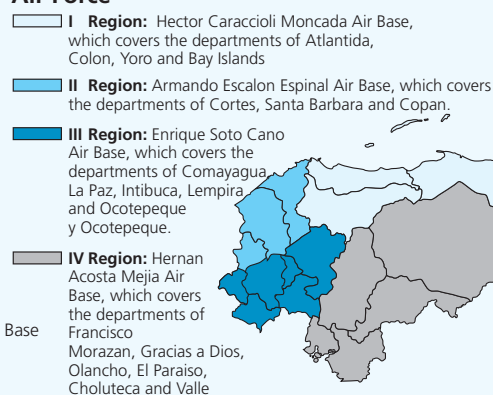 Air Force
I Region: Hector Caraccioli Moncada Air Base,
which covers the departments of Atlantida,
Colon, Yoro and Bay Islands
II Region: Armando Escalon Espinal Air Base, which covers
the departments of Cortes, Santa Barbara and Copan.
III Region: Enrique Soto Cano
Air Base, which covers the
departments of Comayagua,
La Paz, Intibuca, Lempira
and Ocotepeque
y Ocotepeque.
IV Region: Hernan
Acosta Mejia Air
Base, which covers
the departments of
Francisco
Morazan, Gracias a Dios,
Olancho, El Paraiso,
Choluteca and Valle
Base